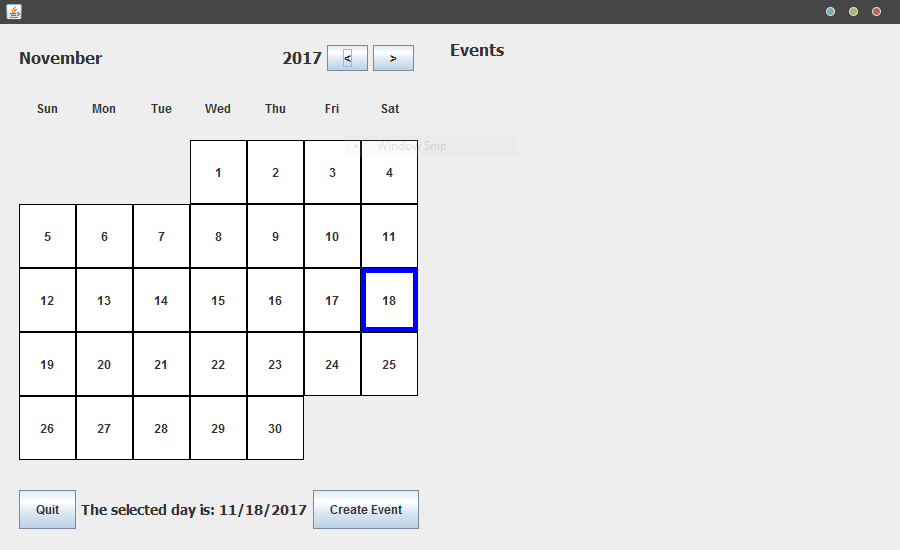 November 2017 < > Events
Sun Mon Tue Wed Thu Fri Sat
Window Snip
1 2 3 4
5 6 7 8 9 10 11
12 13 14 15 16 17 18
19 20 21 22 23 24 25
26 27 28 29 30
Quit The selected day is: 11/18/2017 Create Event